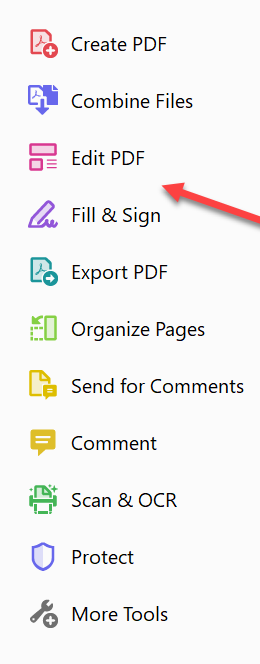 Create PDF
Combine Files
Edit PDF
Fill & Sign
Export PDF
Organize Pages
Send for Comments
Comment
Scan & OCR
Protect
More Tools